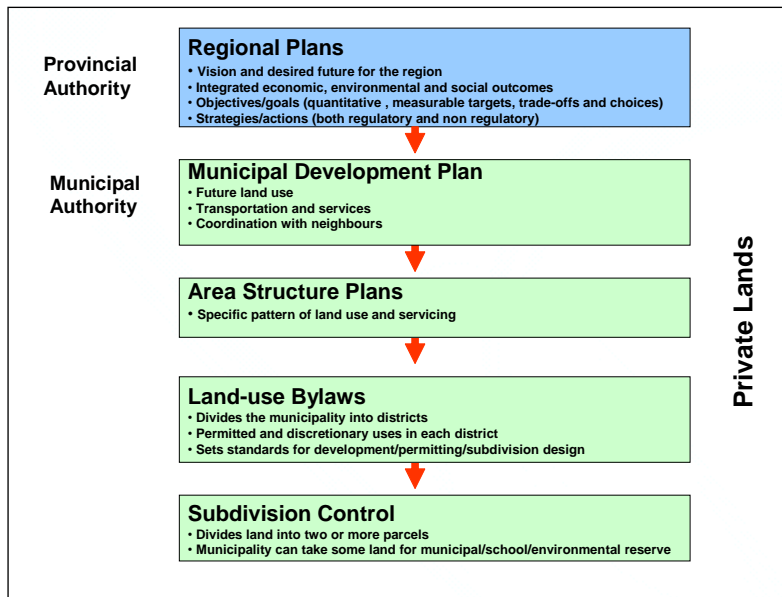 Provincial
Authority
Regional Plans
• Vision and desired future for the region
• Integrated economic, environmental and social outcomes
• Objectives/goals (quantitative , measurable targets, trade-offs and choices)
• Strategies/actions (both regulatory and non regulatory)
Municipal
Authority
Municipal Development Plan
• Future land use
• Transportation and services
• Coordination with neighbours
Area Structure Plans
• Specific pattern of land use and servicing
Land-use Bylaws
• Divides the municipality into districts
• Permitted and discretionary uses in each district
• Sets standards for development/permitting/subdivision design
Subdivision Control
• Divides land into two or more parcels
• Municipality can take some land for municipal/school/environmental reserve
Private Lands